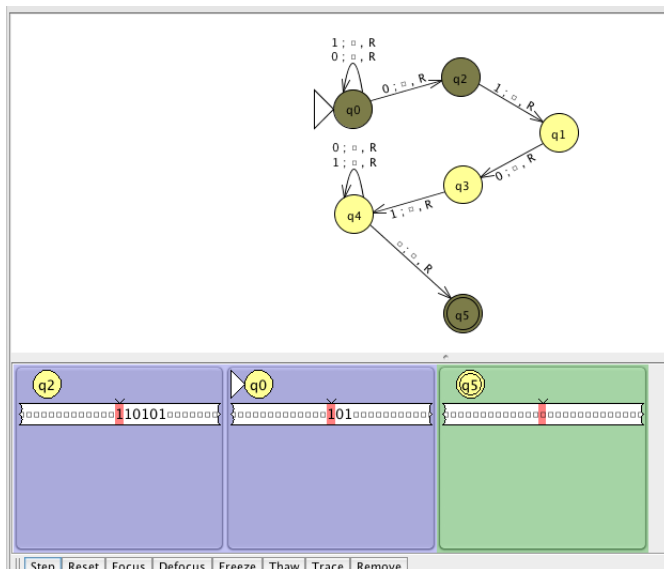 1 ; □ , R
0 ; □ , R
q0
0 ; □ , R
q2
1 ; □ , R
q1
0 ; □ , R
q3
1 ; □ , R
0 ; □ , R
1 ; □ , R
q4
□ ; □ , R
q5
q2
□□□□□□□□□□□□110101□□□□□□□
q0
□□□□□□□□□□□□101□□□□□□□□□□
q5
□□□□□□□□□□□□□□□□□□□□□□□□□
Step Reset Focus Defocus Freeze Thaw Trace Remove